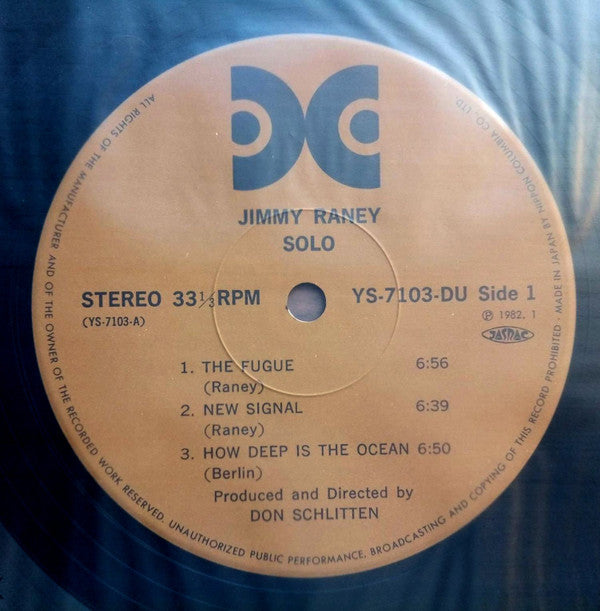 JIMMY RANEY
SOLO
STEREO 33⅓RPM
(YS-7103-A)
YS-7103-DU Side 1
Ⓟ 1982. 1
JASRAC
1. THE FUGUE 6:56
(Raney)
2. NEW SIGNAL 6:39
(Raney)
3. HOW DEEP IS THE OCEAN 6:50
(Berlin)
Produced and Directed by
DON SCHLITTEN
ALL RIGHTS OF THE MANUFACTURER AND OF THE OWNER OF THE RECORDED WORK RESERVED. UNAUTHORIZED PUBLIC PERFORMANCE, BROADCASTING AND COPYING OF THIS RECORD PROHIBITED · MADE IN JAPAN BY NIPPON COLUMBIA CO. LTD.